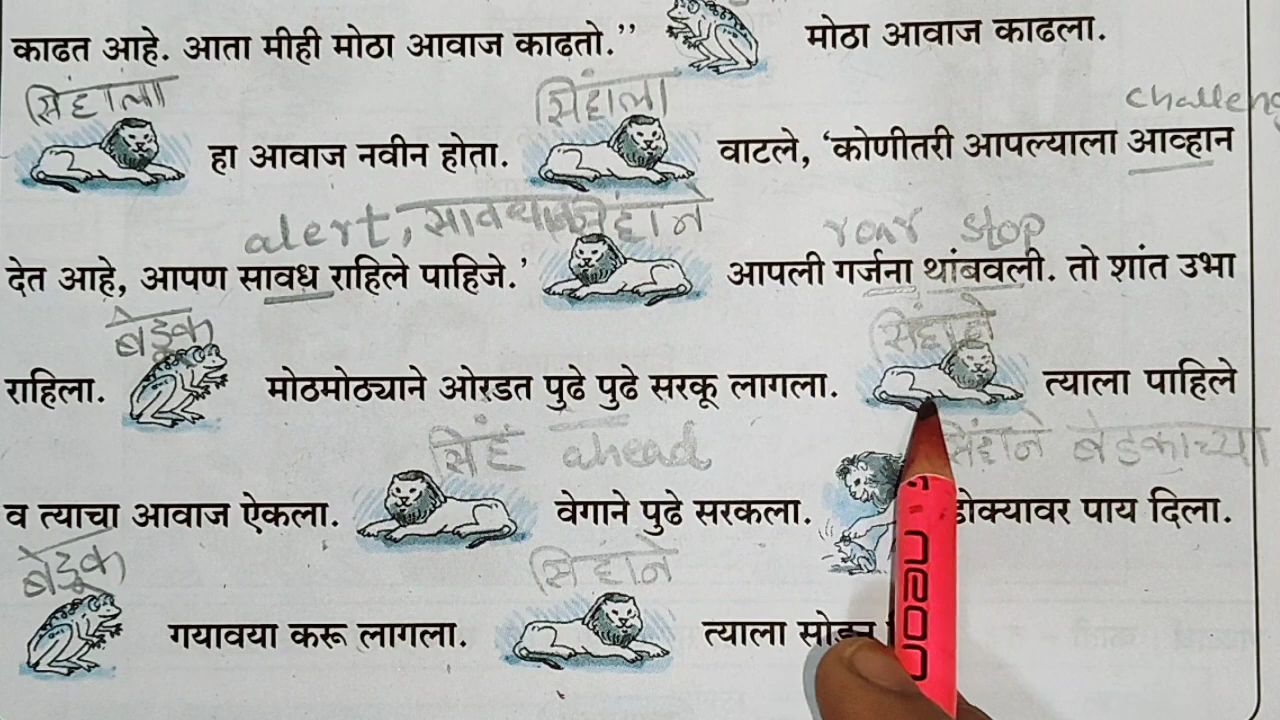 काढत आहे. आता मीही मोठा आवाज काढतो.” मोठा आवाज काढला.
सिंहाला सिंहाला challeng
हा आवाज नवीन होता. वाटले, ‘कोणीतरी आपल्याला आव्हान
alert, सिंहाने roar stop
देत आहे, आपण सावध राहिले पाहिजे.’ आपली गर्जना थांबवली. तो शांत उभा
बेडूक सिंहाने
राहिला. मोठमोठ्याने ओरडत पुढे पुढे सरकू लागला. त्याला पाहिले
सिंह ahead सिंहाने बेडकाच्या
व त्याचा आवाज ऐकला. वेगाने पुढे सरकला. डोक्यावर पाय दिला.
बेडूक सिंहाने
गयावया करू लागला. त्याला सोडून
neon